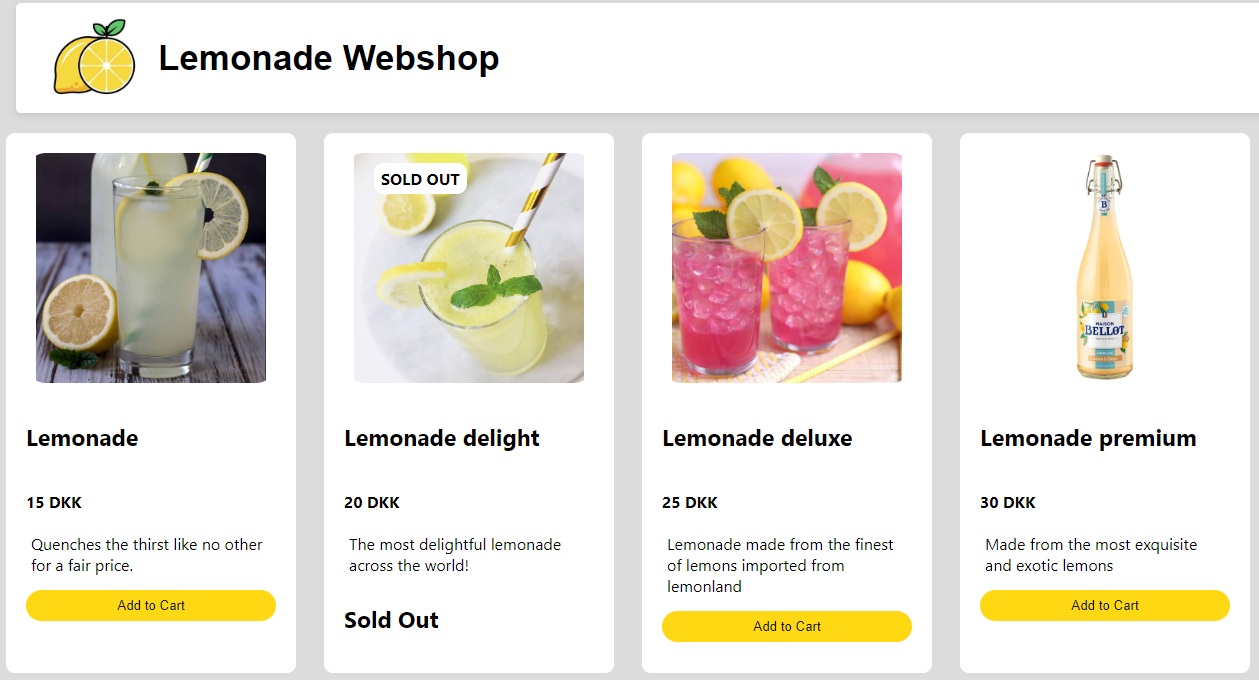 Lemonade Webshop
SOLD OUT
B
MAISON
BELLOT
Lemonade
Lemonade delight
Lemonade deluxe
Lemonade premium
15 DKK
20 DKK
25 DKK
30 DKK
Quenches the thirst like no other
for a fair price.
The most delightful lemonade
across the world!
Lemonade made from the finest
of lemons imported from
lemonland
Made from the most exquisite
and exotic lemons
Add to Cart
Sold Out
Add to Cart
Add to Cart